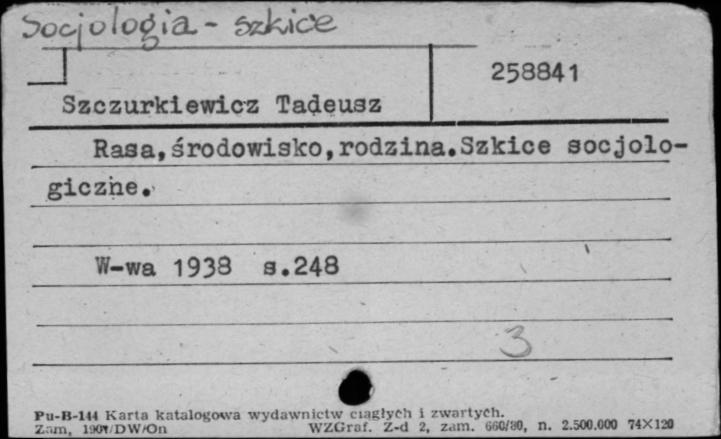 Socjologia - szkice
258841
Szczurkiewicz Tadeusz
Rasa,środowisko,rodzina.Szkice socjolo-
giczne.
W-wa 1938 s.248
3
Pu-B-144 Karta katalogowa wydawnictw ciągłych i zwartych.
Zam. DW/On WZGraf. Z-d 2, zam. 660/80, n. 2.500.000 74X120